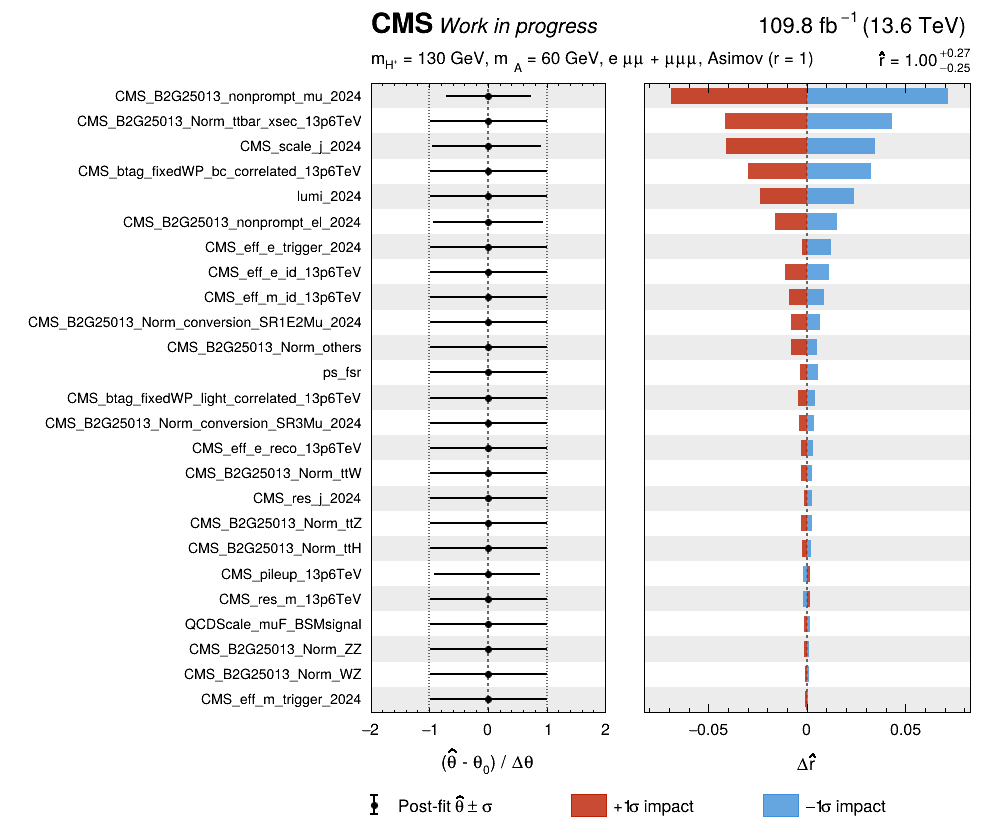 CMS Work in progress 109.8 fb⁻¹ (13.6 TeV)
m_H⁺ = 130 GeV, m_A = 60 GeV, e μμ + μμμ, Asimov (r = 1) r̂ = 1.00 +0.27 −0.25
CMS_B2G25013_nonprompt_mu_2024
CMS_B2G25013_Norm_ttbar_xsec_13p6TeV
CMS_scale_j_2024
CMS_btag_fixedWP_bc_correlated_13p6TeV
lumi_2024
CMS_B2G25013_nonprompt_el_2024
CMS_eff_e_trigger_2024
CMS_eff_e_id_13p6TeV
CMS_eff_m_id_13p6TeV
CMS_B2G25013_Norm_conversion_SR1E2Mu_2024
CMS_B2G25013_Norm_others
ps_fsr
CMS_btag_fixedWP_light_correlated_13p6TeV
CMS_B2G25013_Norm_conversion_SR3Mu_2024
CMS_eff_e_reco_13p6TeV
CMS_B2G25013_Norm_ttW
CMS_res_j_2024
CMS_B2G25013_Norm_ttZ
CMS_B2G25013_Norm_ttH
CMS_pileup_13p6TeV
CMS_res_m_13p6TeV
QCDScale_muF_BSMsignal
CMS_B2G25013_Norm_ZZ
CMS_B2G25013_Norm_WZ
CMS_eff_m_trigger_2024
−2 −1 0 1 2 −0.05 0 0.05
(θ̂ - θ₀) / Δθ Δr̂
Post-fit θ̂ ± σ +1σ impact −1σ impact